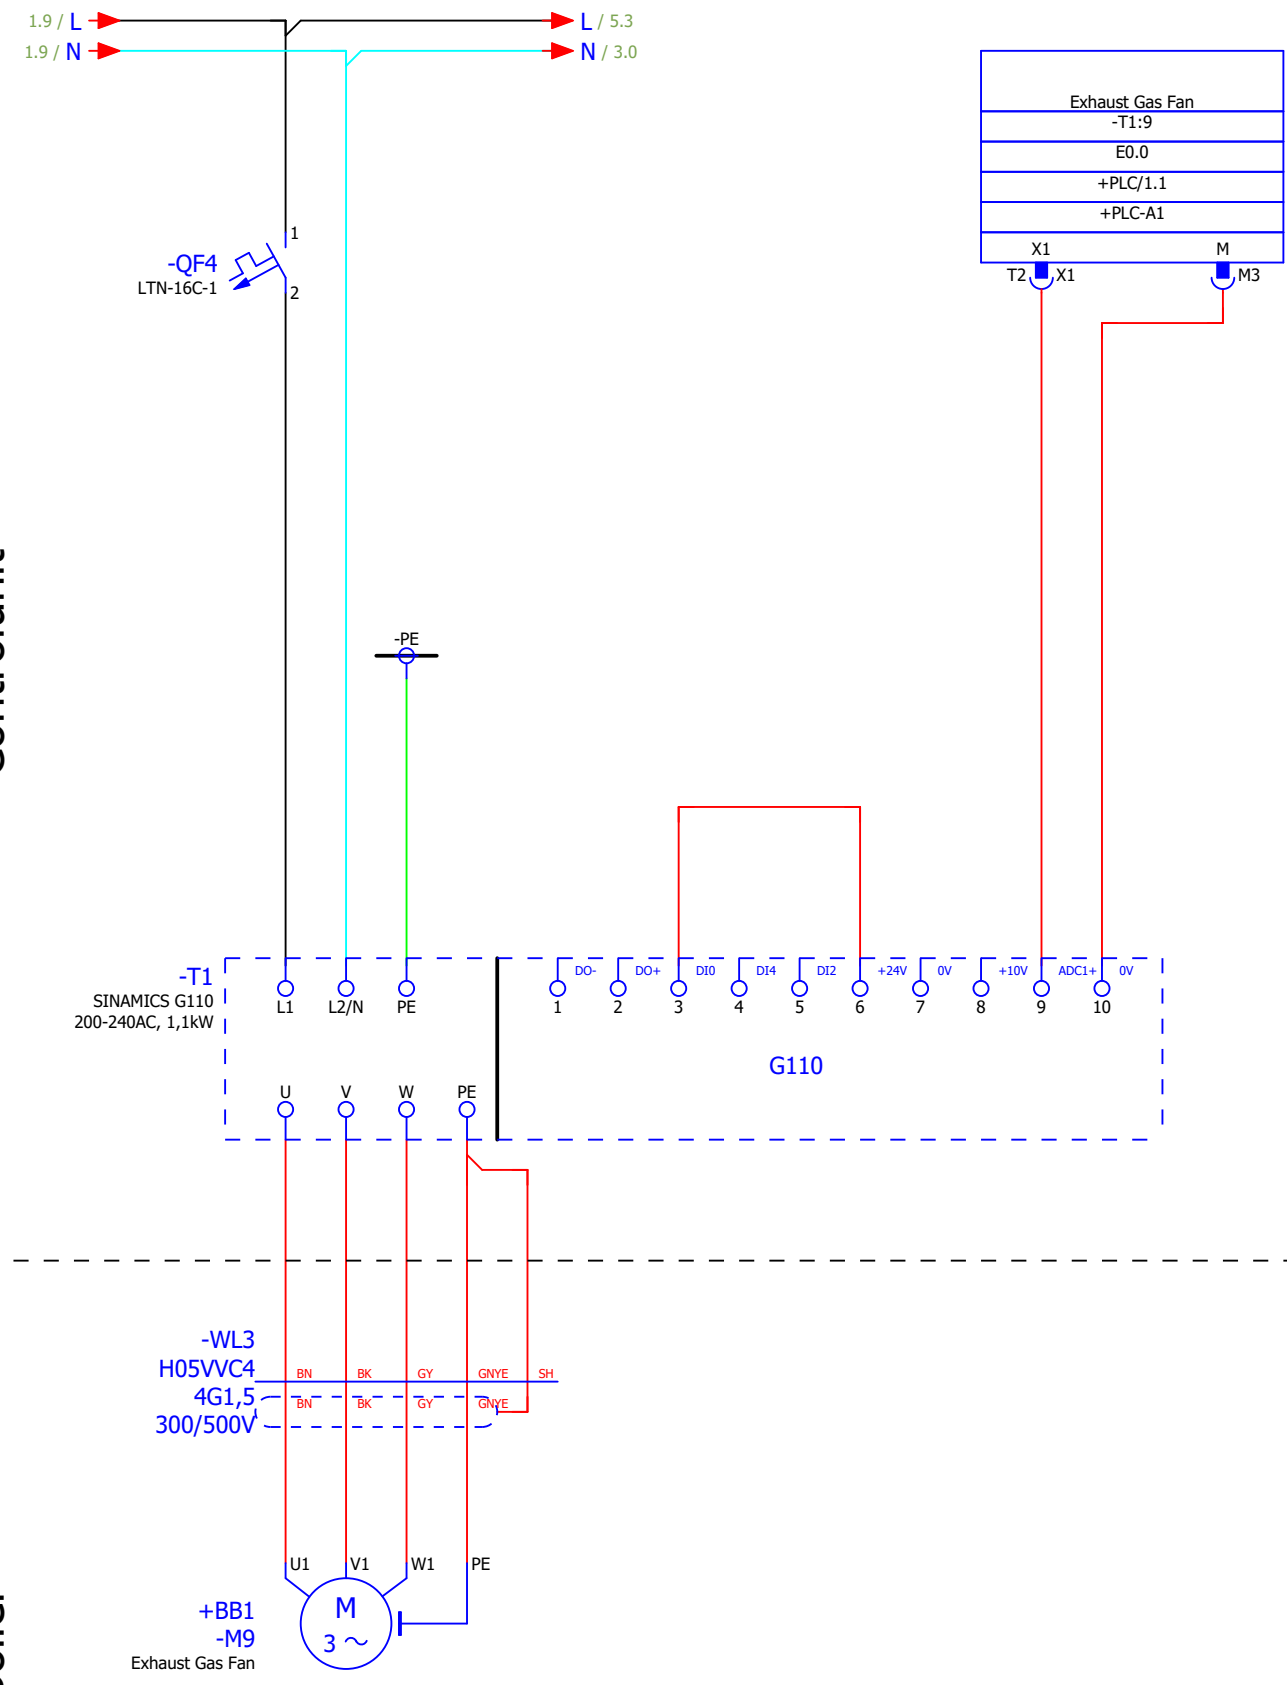 1.9 / L
L / 5.3
1.9 / N
N / 3.0
Exhaust Gas Fan
-T1:9
E0.0
+PLC/1.1
+PLC-A1
X1
M
T2
X1
M3
1
-QF4
LTN-16C-1
2
-PE
-T1
SINAMICS G110
200-240AC, 1,1kW
L1
L2/N
PE
DO-
DO+
DI0
DI4
DI2
+24V
0V
+10V
ADC1+
0V
1
2
3
4
5
6
7
8
9
10
G110
U
V
W
PE
-WL3
H05VVC4
4G1,5
300/500V
BN
BK
GY
GNYE
SH
BN
BK
GY
GNYE
U1
V1
W1
PE
+BB1
-M9
Exhaust Gas Fan
M
3 ~